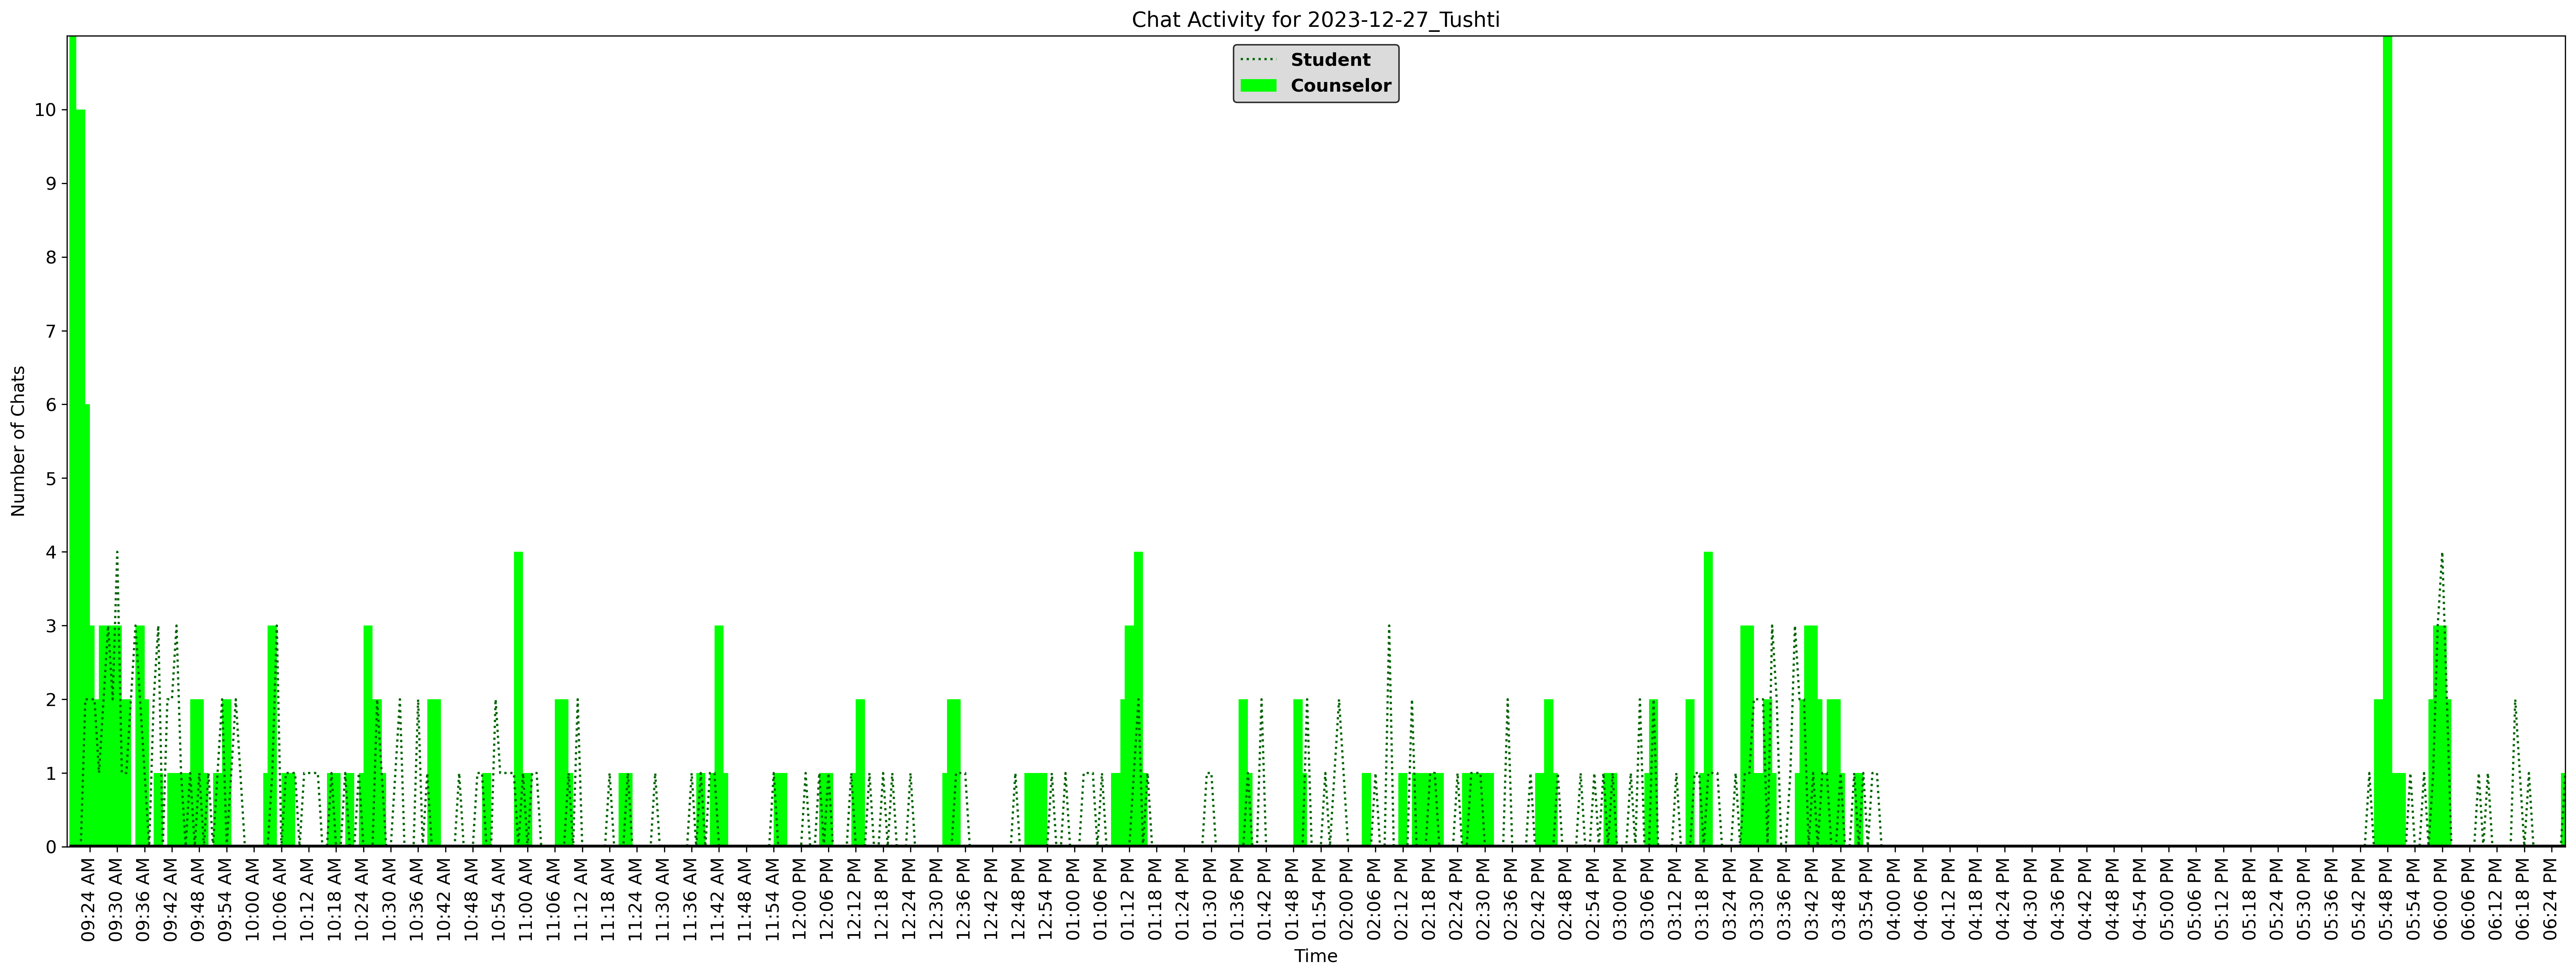 Chat Activity for 2023-12-27_Tushti
Student
Counselor
Number of Chats
10
9
8
7
6
5
4
3
2
1
0
09:24 AM
09:30 AM
09:36 AM
09:42 AM
09:48 AM
09:54 AM
10:00 AM
10:06 AM
10:12 AM
10:18 AM
10:24 AM
10:30 AM
10:36 AM
10:42 AM
10:48 AM
10:54 AM
11:00 AM
11:06 AM
11:12 AM
11:18 AM
11:24 AM
11:30 AM
11:36 AM
11:42 AM
11:48 AM
11:54 AM
12:00 PM
12:06 PM
12:12 PM
12:18 PM
12:24 PM
12:30 PM
12:36 PM
12:42 PM
12:48 PM
12:54 PM
01:00 PM
01:06 PM
01:12 PM
01:18 PM
01:24 PM
01:30 PM
01:36 PM
01:42 PM
01:48 PM
01:54 PM
02:00 PM
02:06 PM
02:12 PM
02:18 PM
02:24 PM
02:30 PM
02:36 PM
02:42 PM
02:48 PM
02:54 PM
03:00 PM
03:06 PM
03:12 PM
03:18 PM
03:24 PM
03:30 PM
03:36 PM
03:42 PM
03:48 PM
03:54 PM
04:00 PM
04:06 PM
04:12 PM
04:18 PM
04:24 PM
04:30 PM
04:36 PM
04:42 PM
04:48 PM
04:54 PM
05:00 PM
05:06 PM
05:12 PM
05:18 PM
05:24 PM
05:30 PM
05:36 PM
05:42 PM
05:48 PM
05:54 PM
06:00 PM
06:06 PM
06:12 PM
06:18 PM
06:24 PM
Time